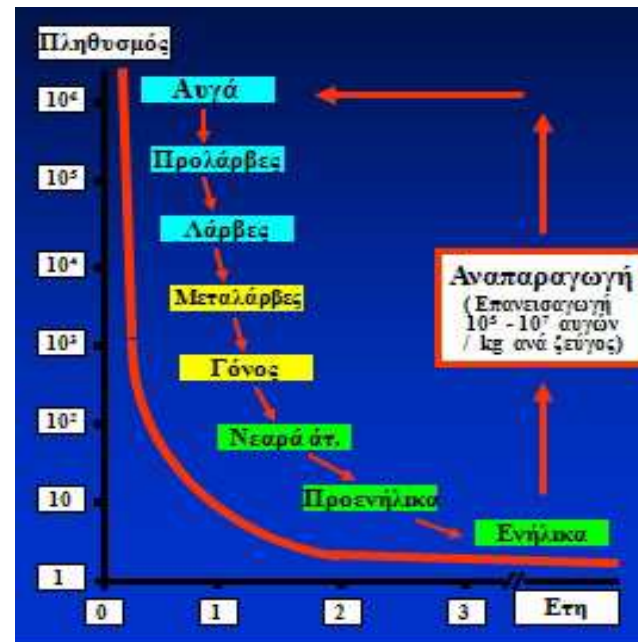 Πληθυσμός
10⁶
Αυγά
Προλάρβες
10⁵
Λάρβες
10⁴
Μεταλάρβες
Αναπαραγωγή
(Επανεισαγωγή
10⁵ - 10⁷ αυγών
/ kg ανά ζεύγος)
10³
Γόνος
10²
Νεαρά άτ.
10
Προενήλικα
Ενήλικα
1
0
1
2
3
Ετη